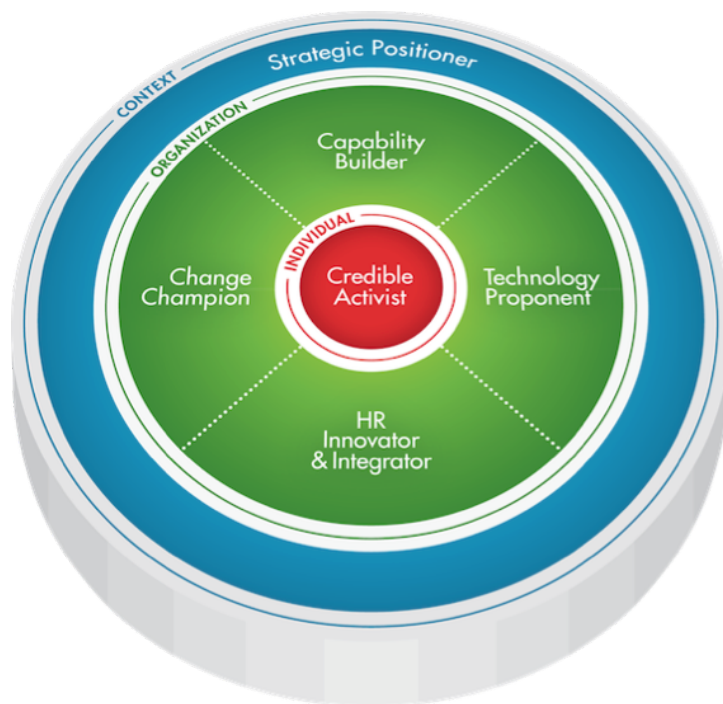 CONTEXT
Strategic Positioner
ORGANIZATION
Capability
Builder
INDIVIDUAL
Change
Champion
Credible
Activist
Technology
Proponent
HR
Innovator
& Integrator